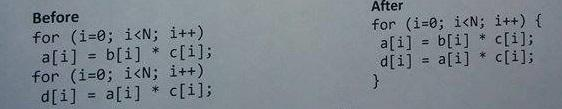 Before
for (i=0; i<N; i++)
a[i] = b[i] * c[i];
for (i=0; i<N; i++)
d[i] = a[i] * c[i];
After
for (i=0; i<N; i++) {
a[i] = b[i] * c[i];
d[i] = a[i] * c[i];
}